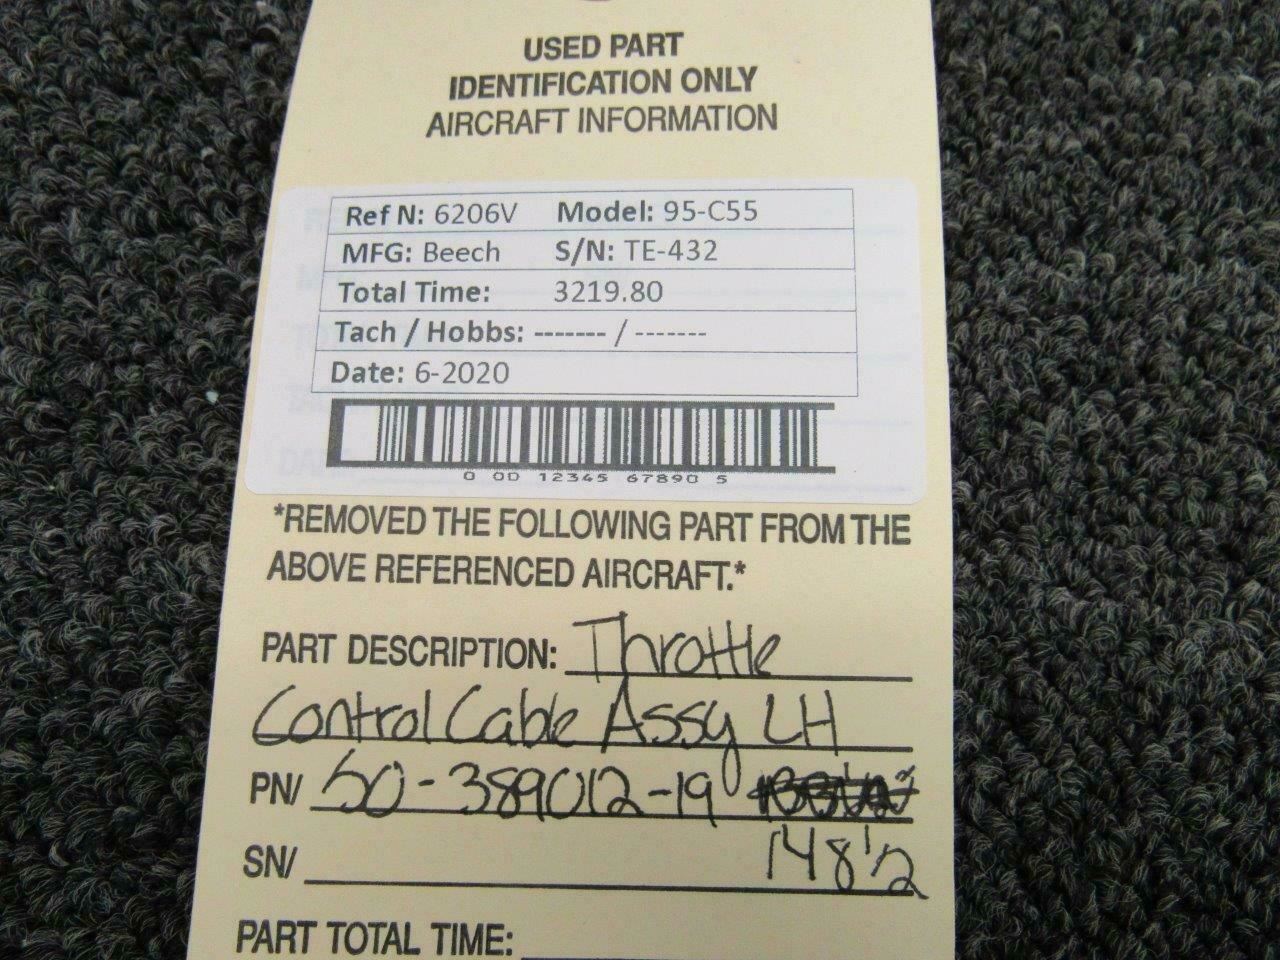 USED PART
IDENTIFICATION ONLY
AIRCRAFT INFORMATION
Ref N: 6206V Model: 95-C55
MFG: Beech S/N: TE-432
Total Time: 3219.80
Tach / Hobbs: ------- / -------
Date: 6-2020
0 00 12345 67890 5
*REMOVED THE FOLLOWING PART FROM THE
ABOVE REFERENCED AIRCRAFT.*
PART DESCRIPTION: Throttle
Control Cable Assy LH
PN/ 50-389012-19
SN/ 148 1/2
PART TOTAL TIME: